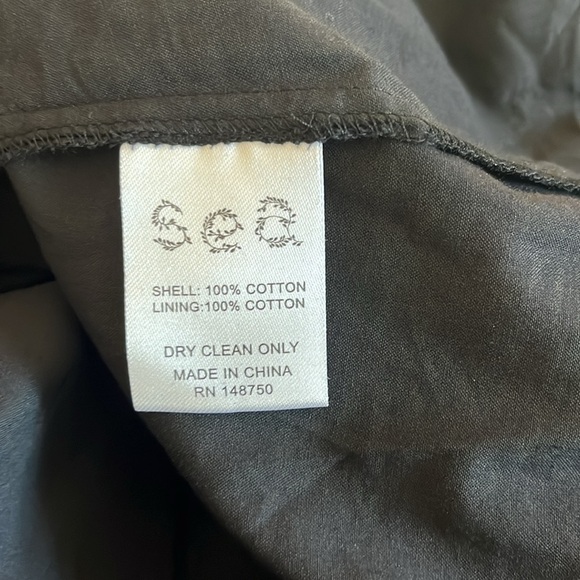 sea
SHELL: 100% COTTON
LINING:100% COTTON
DRY CLEAN ONLY
MADE IN CHINA
RN 148750